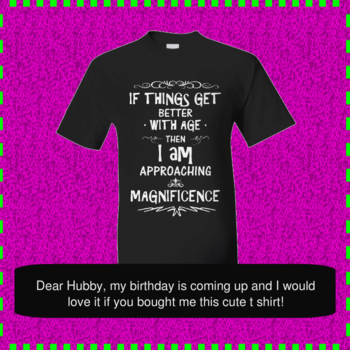 IF THINGS GET
BETTER
· WITH AGE ·
THEN
I AM
APPROACHING
MAGNIFICENCE
Dear Hubby, my birthday is coming up and I would
love it if you bought me this cute t shirt!